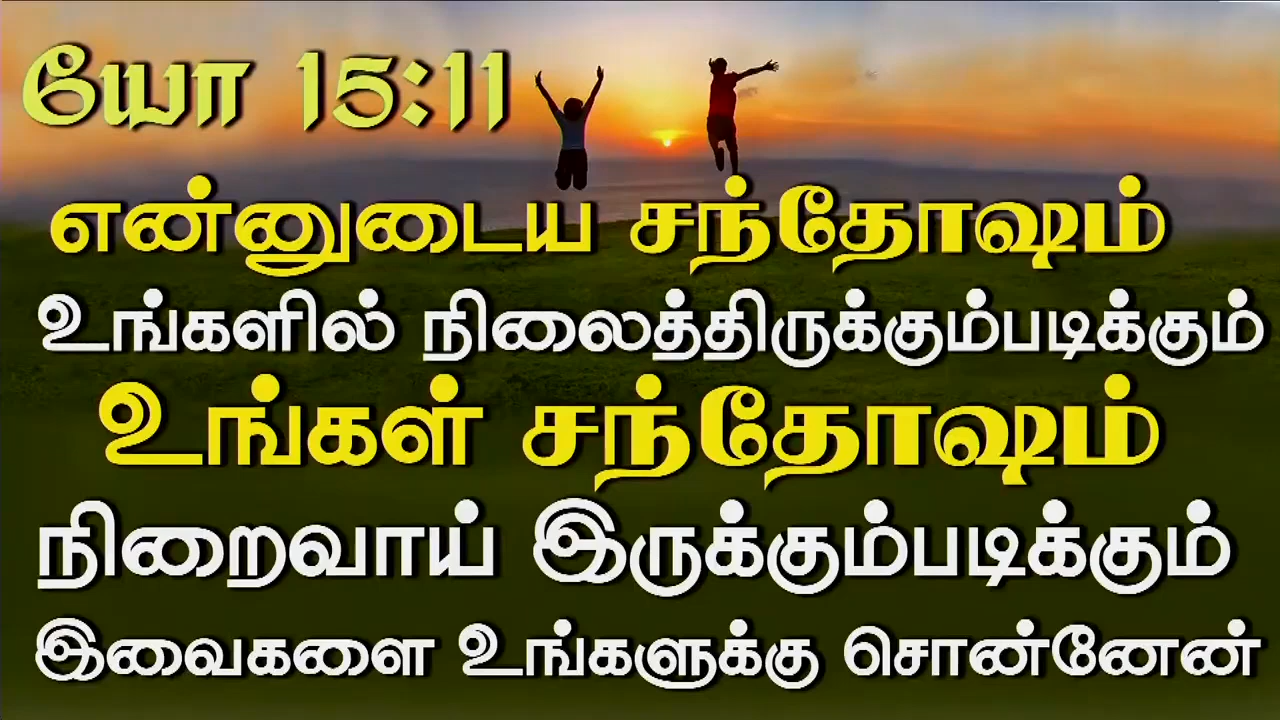 யோ 15:11
என்னுடைய சந்தோஷம்
உங்களில் நிலைத்திருக்கும்படிக்கும்
உங்கள் சந்தோஷம்
நிறைவாய் இருக்கும்படிக்கும்
இவைகளை உங்களுக்கு சொன்னேன்